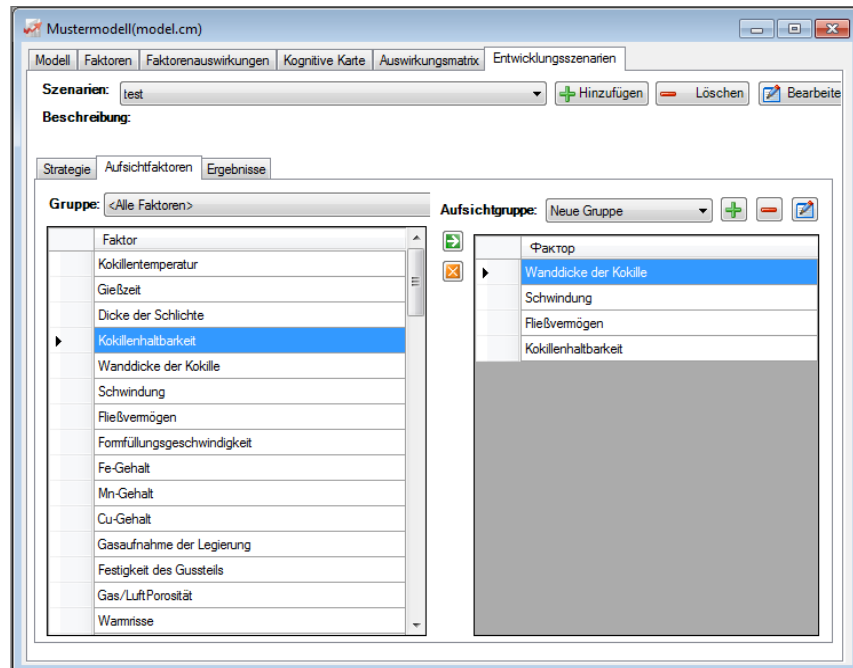 Mustermodell(model.cm)
Modell Faktoren Faktorenauswirkungen Kognitive Karte Auswirkungsmatrix Entwicklungsszenarien
Szenarien: test Hinzufügen Löschen Bearbeite
Beschreibung:
Strategie Aufsichtfaktoren Ergebnisse
Gruppe: <Alle Faktoren> Aufsichtgruppe: Neue Gruppe
Faktor
Kokillentemperatur
Gießzeit
Dicke der Schlichte
Kokillenhaltbarkeit
Wanddicke der Kokille
Schwindung
Fließvermögen
Formfüllungsgeschwindigkeit
Fe-Gehalt
Mn-Gehalt
Cu-Gehalt
Gasaufnahme der Legierung
Festigkeit des Gussteils
Gas/LuftPorosität
Warmrisse
Фактор
Wanddicke der Kokille
Schwindung
Fließvermögen
Kokillenhaltbarkeit